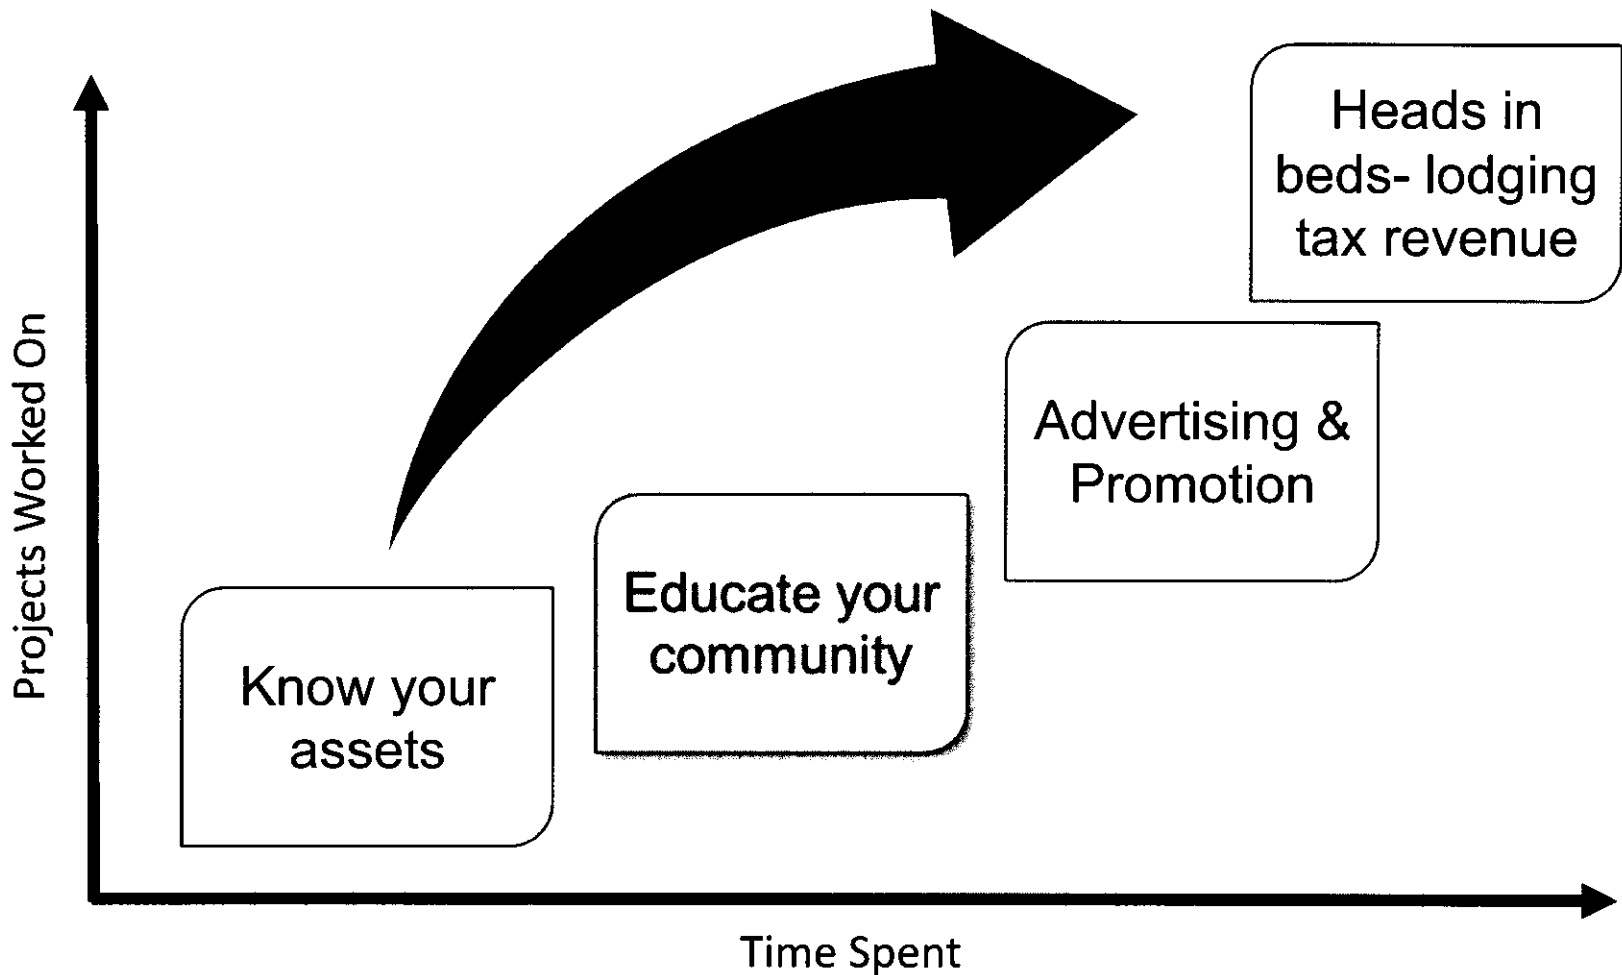 Heads in
beds- lodging
tax revenue
Advertising &
Promotion
Educate your
community
Know your
assets
Projects Worked On
Time Spent